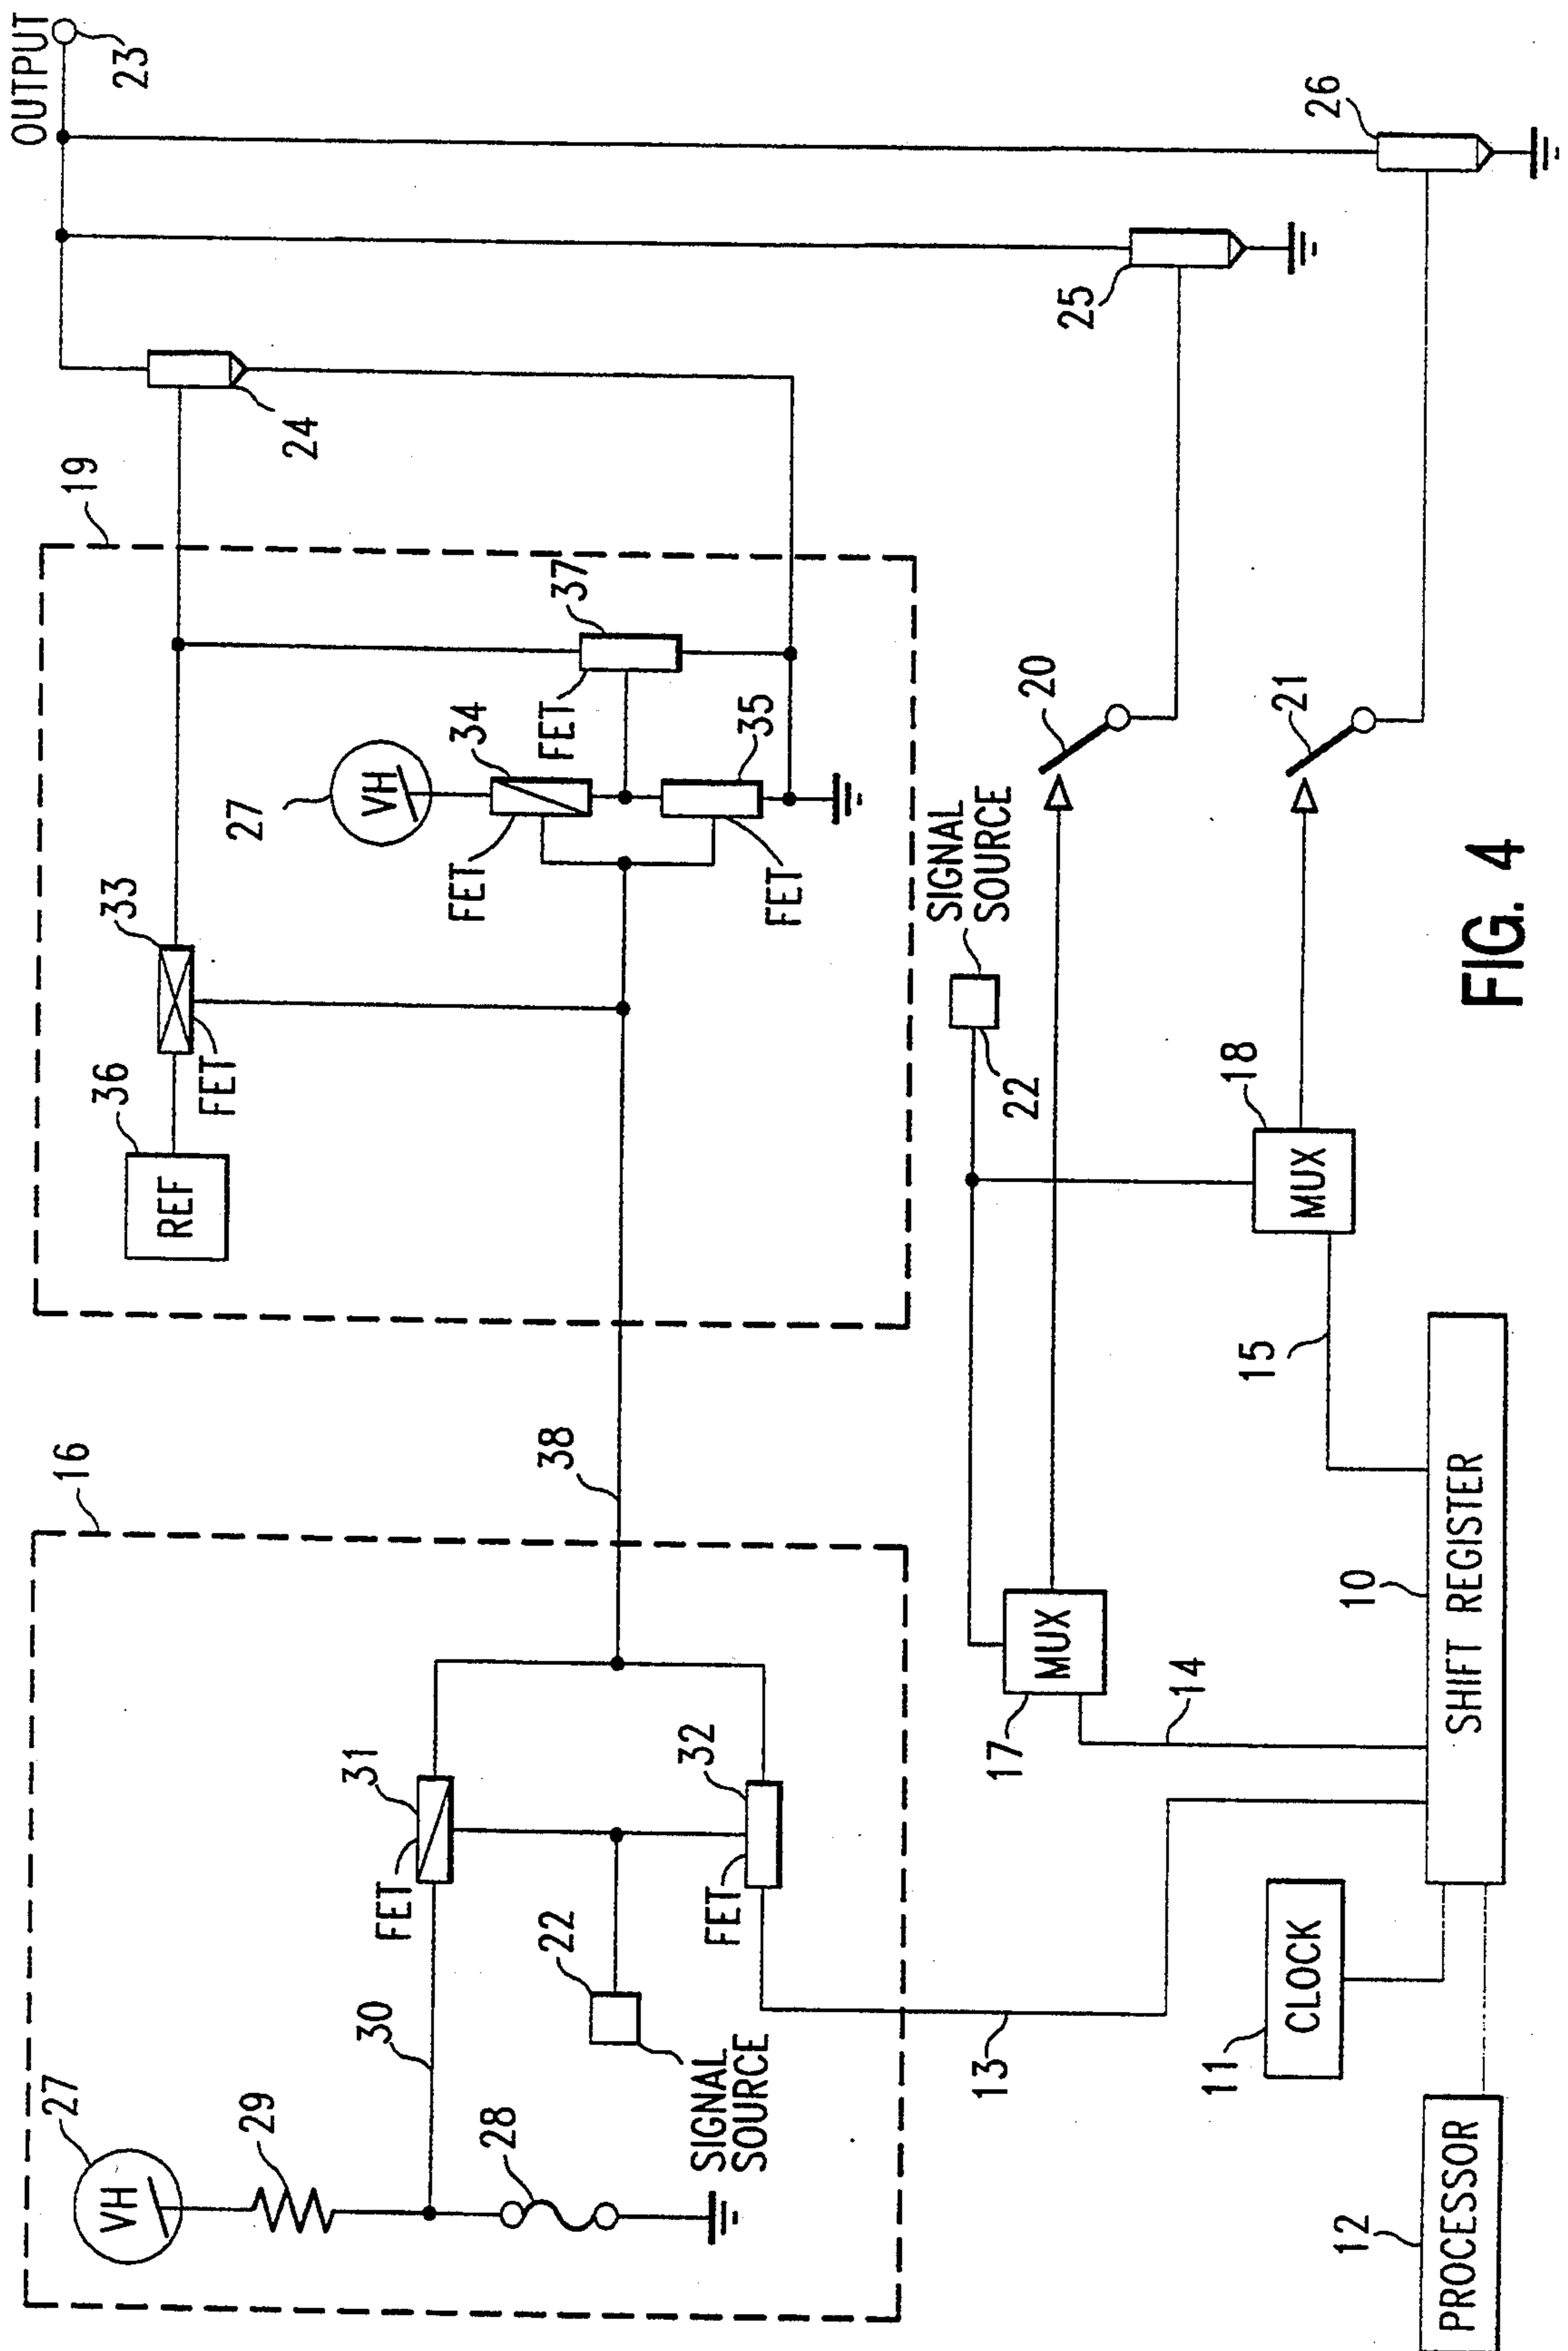 OUTPUT
23
26
25
24
19
37
FET
34
27
VH
35
FET
FET
33
36
FET
REF
20
21
SIGNAL
SOURCE
22
18
MUX
15
38
16
31
FET
32
FET
22
SIGNAL
SOURCE
30
27
VH
29
28
17
MUX
14
13
10
SHIFT REGISTER
11
CLOCK
12
PROCESSOR
FIG. 4